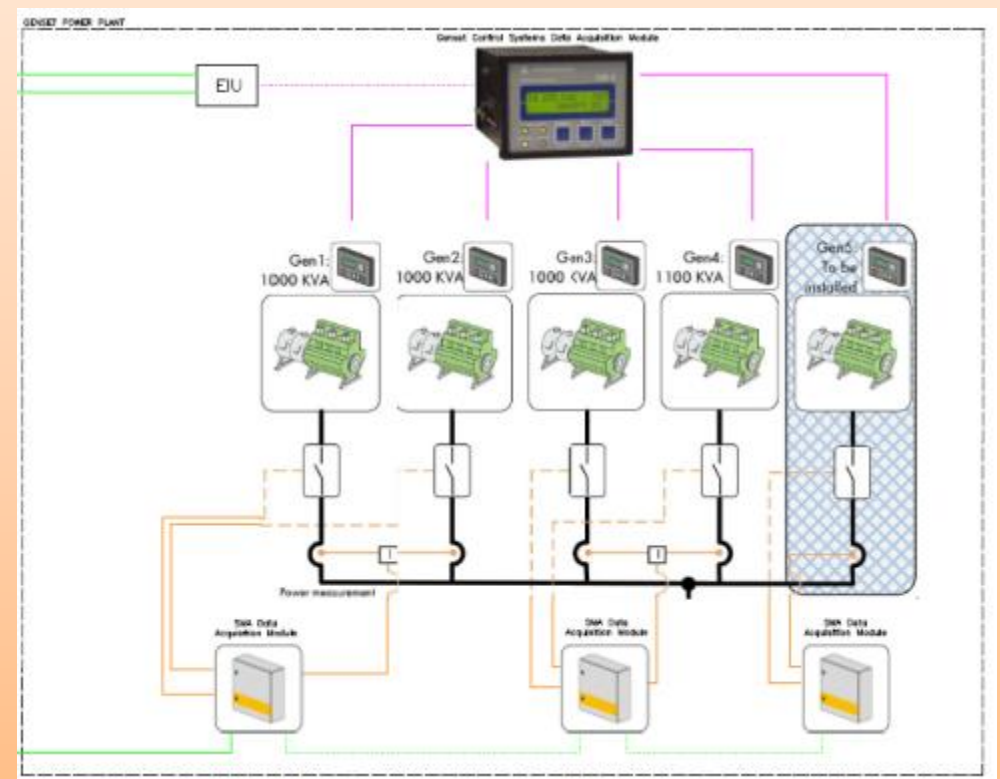 GENSET POWER PLANT
Genset Control Systems Data Acquisition Module
EIU
Gen1:
1000 KVA
Gen2:
1000 KVA
Gen3:
1000 KVA
Gen4:
1100 KVA
Gen5:
To be
installed
Power measurement
SMA Data
Acquisition Module
SMA Data
Acquisition Module
SMA Data
Acquisition Module